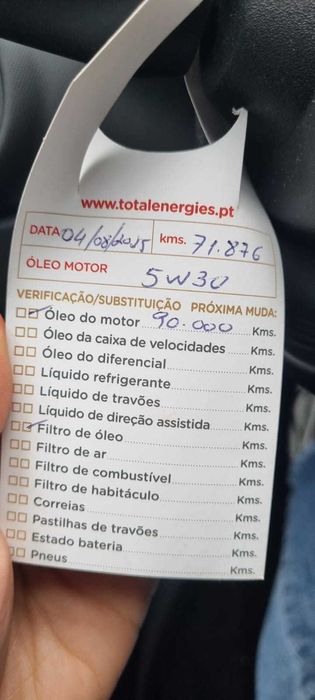 www.totalenergies.pt
DATA 04/08/2025 kms. 71.876
ÓLEO MOTOR 5W30
VERIFICAÇÃO/SUBSTITUIÇÃO PRÓXIMA MUDA:
Óleo do motor 90.000 Kms.
Óleo da caixa de velocidades Kms.
Óleo do diferencial Kms.
Líquido refrigerante Kms.
Líquido de travões Kms.
Líquido de direção assistida Kms.
Filtro de óleo Kms.
Filtro de ar Kms.
Filtro de combustível Kms.
Filtro de habitáculo Kms.
Correias Kms.
Pastilhas de travões Kms.
Estado bateria Kms.
Pneus Kms.